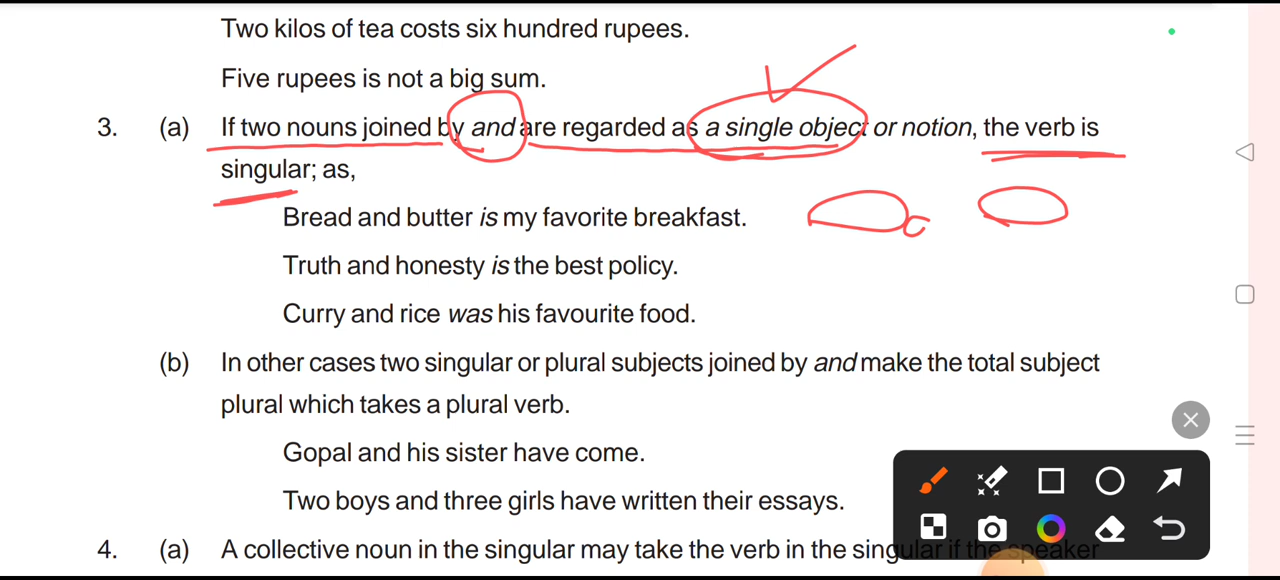 Two kilos of tea costs six hundred rupees.
Five rupees is not a big sum.
3. (a) If two nouns joined by and are regarded as a single object or notion, the verb is
singular; as,
Bread and butter is my favorite breakfast.
Truth and honesty is the best policy.
Curry and rice was his favourite food.
(b) In other cases two singular or plural subjects joined by and make the total subject
plural which takes a plural verb.
Gopal and his sister have come.
Two boys and three girls have written their essays.
4. (a) A collective noun in the singular may take the verb in the singular if the speaker